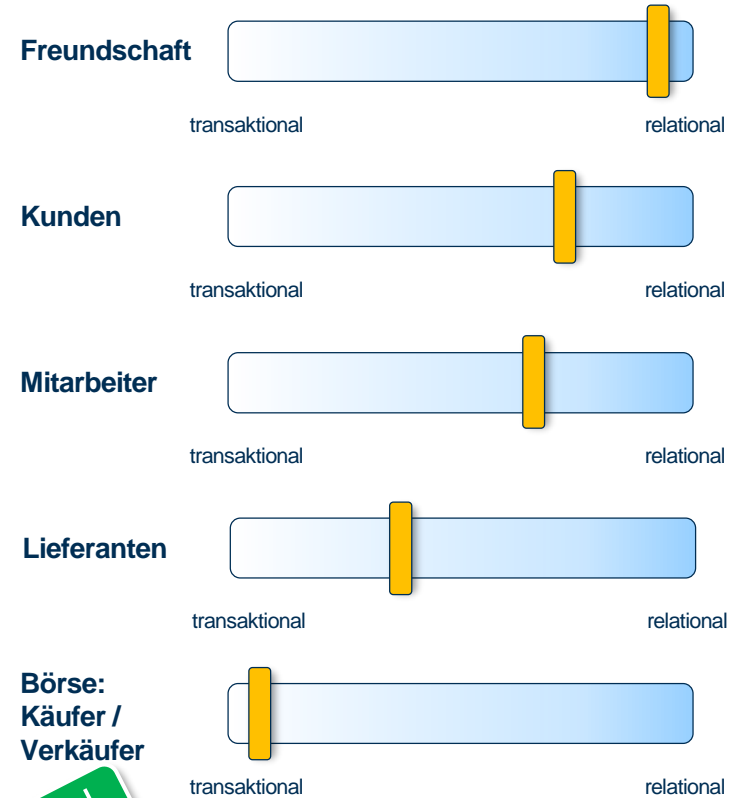 Freundschaft
transaktional relational
Kunden
transaktional relational
Mitarbeiter
transaktional relational
Lieferanten
transaktional relational
Börse:
Käufer /
Verkäufer
transaktional relational